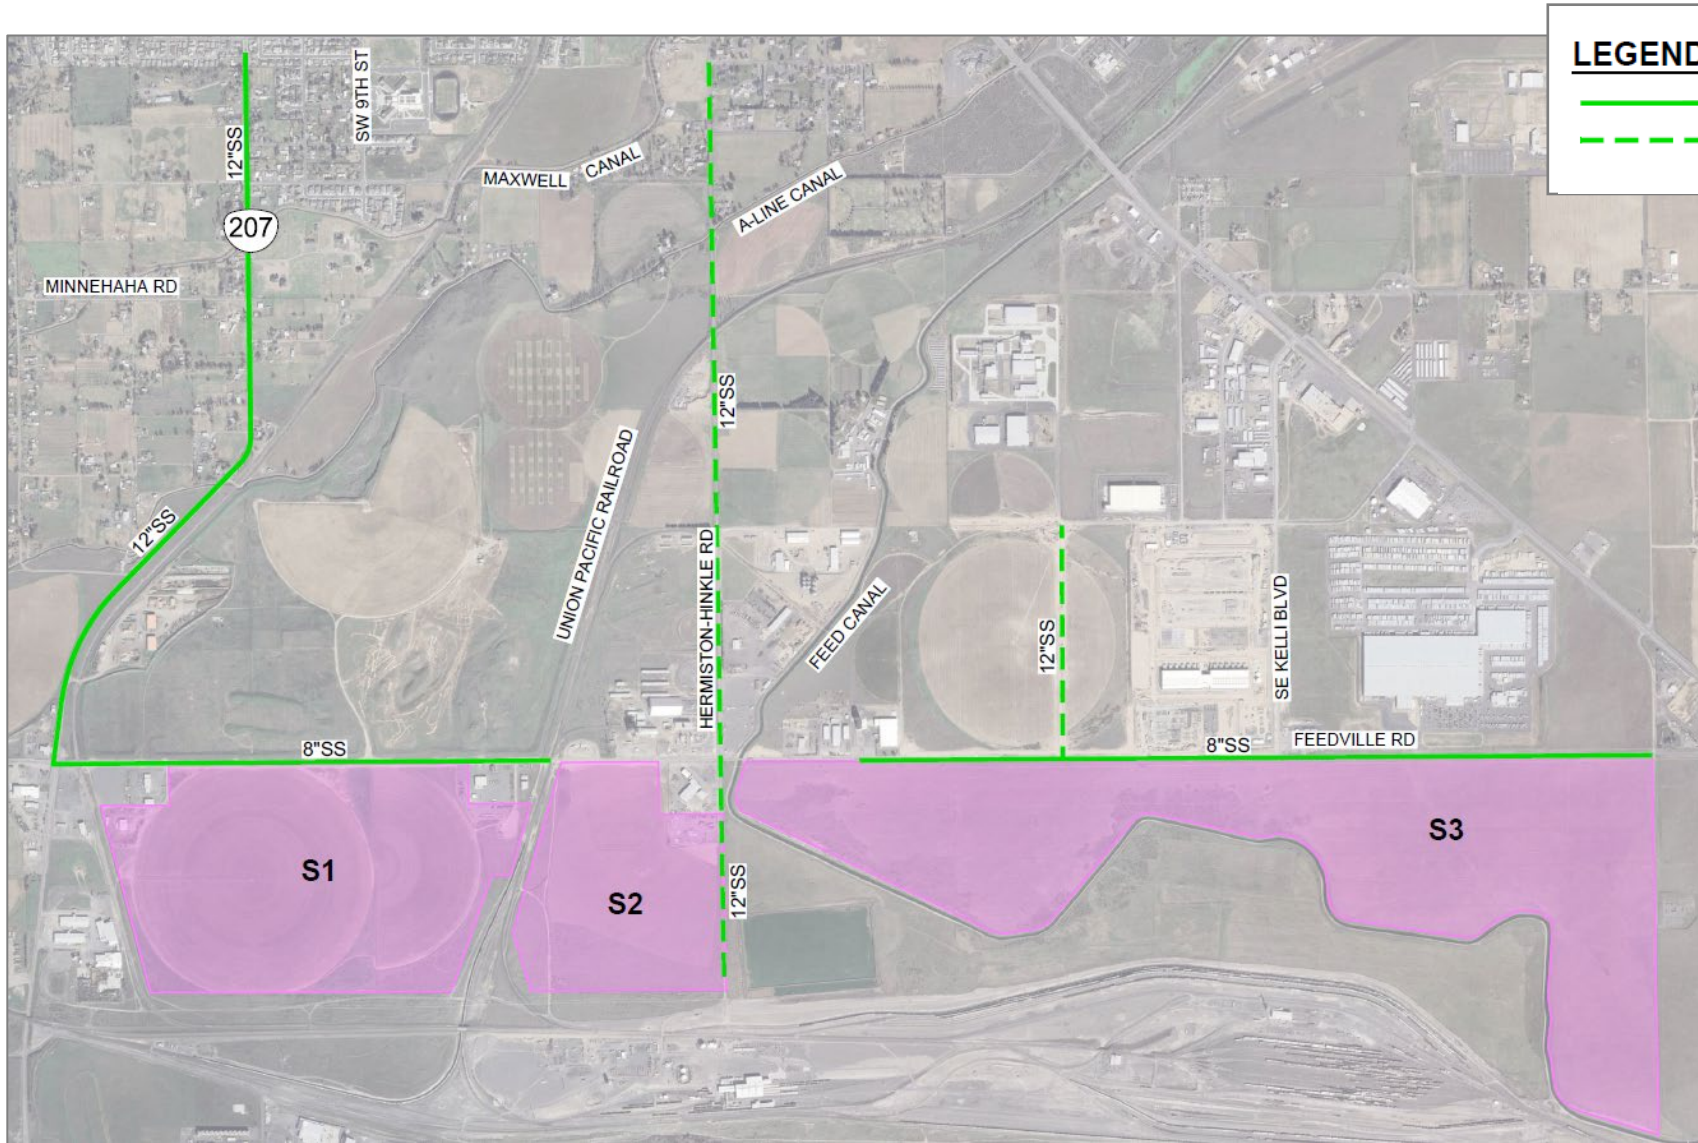 LEGEND
SW 9TH ST
12"SS
MAXWELL CANAL
A-LINE CANAL
207
MINNEHAHA RD
12"SS
12"SS
UNION PACIFIC RAILROAD
HERMISTON-HINKLE RD
FEED CANAL
12"SS
SE KELLI BLVD
8"SS
8"SS
FEEDVILLE RD
S1
S2
12"SS
S3